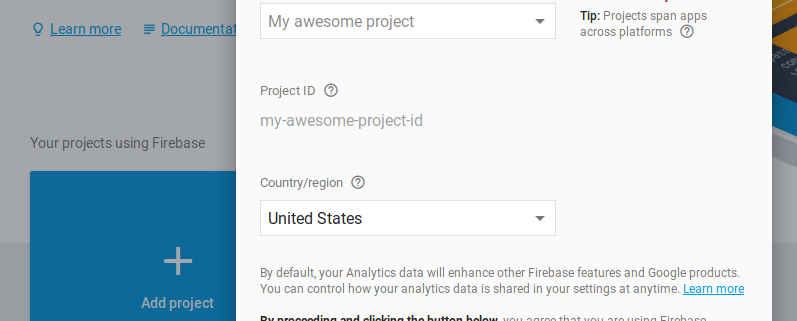 My awesome project
Tip: Projects span apps
across platforms
Learn more
Documentat
Project ID
my-awesome-project-id
Your projects using Firebase
Country/region
United States
Add project
By default, your Analytics data will enhance other Firebase features and Google products.
You can control how your analytics data is shared in your settings at anytime. Learn more
By proceeding and clicking the button below, you agree that you are using Firebase